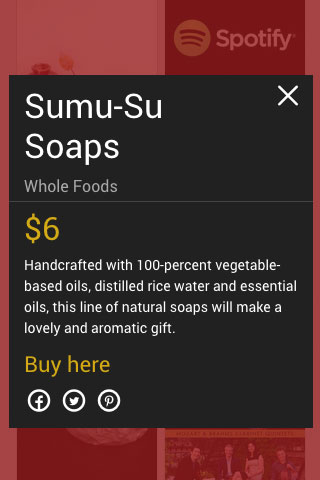 Spotify
Sumu-Su
Soaps
Whole Foods
$6
Handcrafted with 100-percent vegetable-
based oils, distilled rice water and essential
oils, this line of natural soaps will make a
lovely and aromatic gift.
Buy here